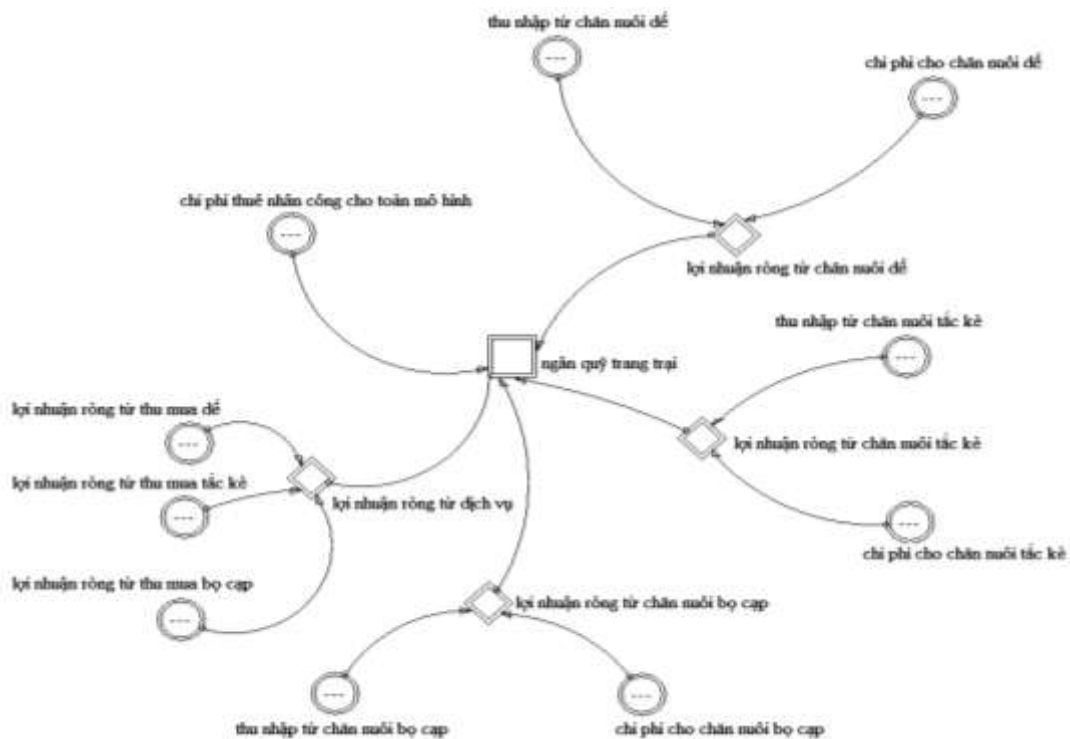 thu nhập từ chăn nuôi dế
chi phí cho chăn nuôi dế
chi phí thuê nhân công cho toàn mô hình
lợi nhuận ròng từ chăn nuôi dế
thu nhập từ chăn nuôi tắc kè
ngân quỹ trang trại
lợi nhuận ròng từ thu mua dế
lợi nhuận ròng từ chăn nuôi tắc kè
lợi nhuận ròng từ thu mua tắc kè
lợi nhuận ròng từ dịch vụ
chi phí cho chăn nuôi tắc kè
lợi nhuận ròng từ thu mua bọ cạp
lợi nhuận ròng từ chăn nuôi bọ cạp
thu nhập từ chăn nuôi bọ cạp
chi phí cho chăn nuôi bọ cạp